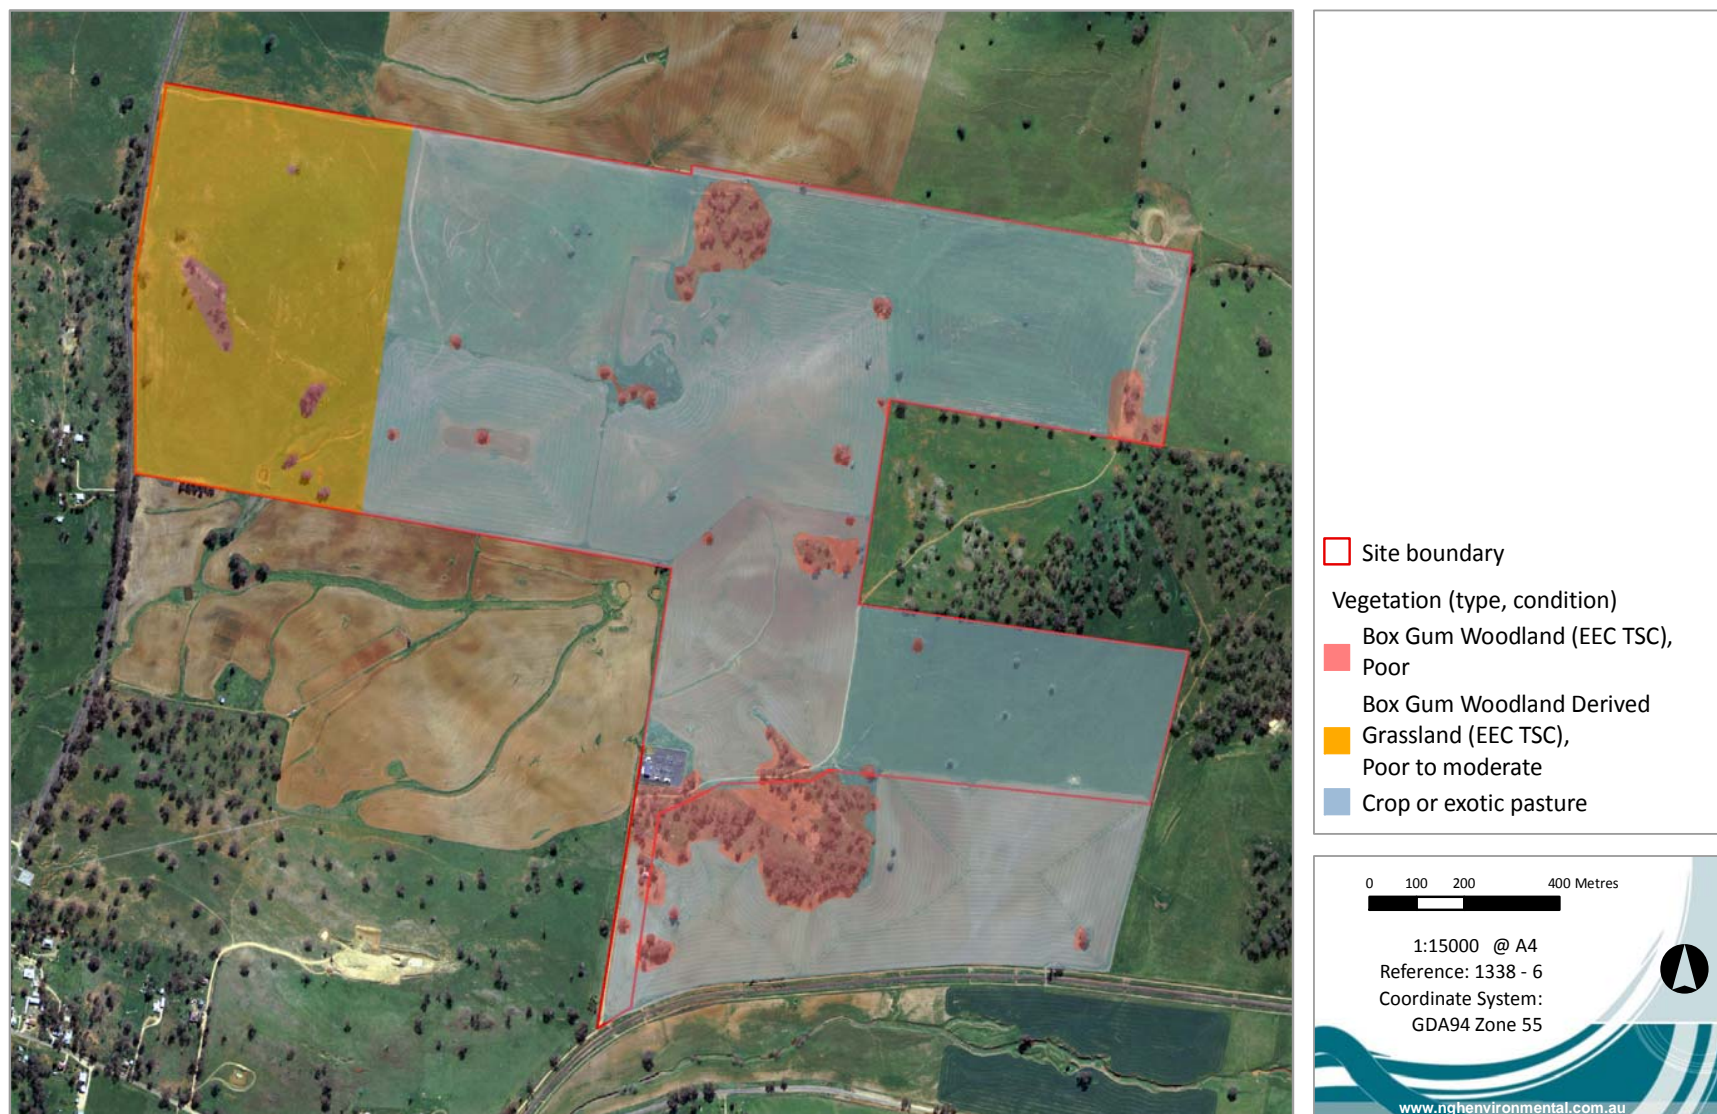 Site boundary
Vegetation (type, condition)
Box Gum Woodland (EEC TSC),
Poor
Box Gum Woodland Derived
Grassland (EEC TSC),
Poor to moderate
Crop or exotic pasture
0 100 200 400 Metres
1:15000 @ A4
Reference: 1338 - 6
Coordinate System:
GDA94 Zone 55
www.nghenvironmental.com.au